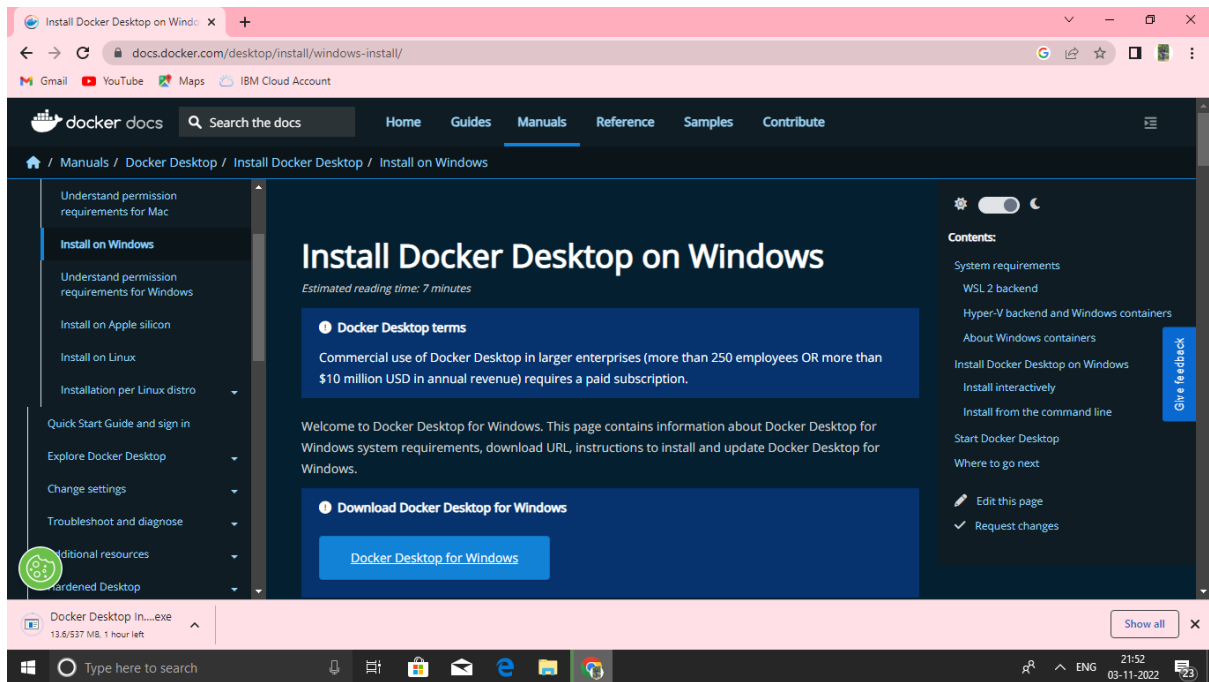 Install Docker Desktop on Windo
docs.docker.com/desktop/install/windows-install/
Gmail YouTube Maps IBM Cloud Account
docker docs Search the docs Home Guides Manuals Reference Samples Contribute
/ Manuals / Docker Desktop / Install Docker Desktop / Install on Windows
Understand permission
requirements for Mac
Install on Windows
Understand permission
requirements for Windows
Install on Apple silicon
Install on Linux
Installation per Linux distro
Quick Start Guide and sign in
Explore Docker Desktop
Change settings
Troubleshoot and diagnose
dditional resources
ardened Desktop
Install Docker Desktop on Windows
Estimated reading time: 7 minutes
Docker Desktop terms
Commercial use of Docker Desktop in larger enterprises (more than 250 employees OR more than
$10 million USD in annual revenue) requires a paid subscription.
Welcome to Docker Desktop for Windows. This page contains information about Docker Desktop for
Windows system requirements, download URL, instructions to install and update Docker Desktop for
Windows.
Download Docker Desktop for Windows
Docker Desktop for Windows
Contents:
System requirements
WSL 2 backend
Hyper-V backend and Windows containers
About Windows containers
Install Docker Desktop on Windows
Install interactively
Install from the command line
Start Docker Desktop
Where to go next
Edit this page
Request changes
Give feedback
Docker Desktop In....exe
13.6/537 MB, 1 hour left
Show all
Type here to search
ENG
21:52
03-11-2022
23